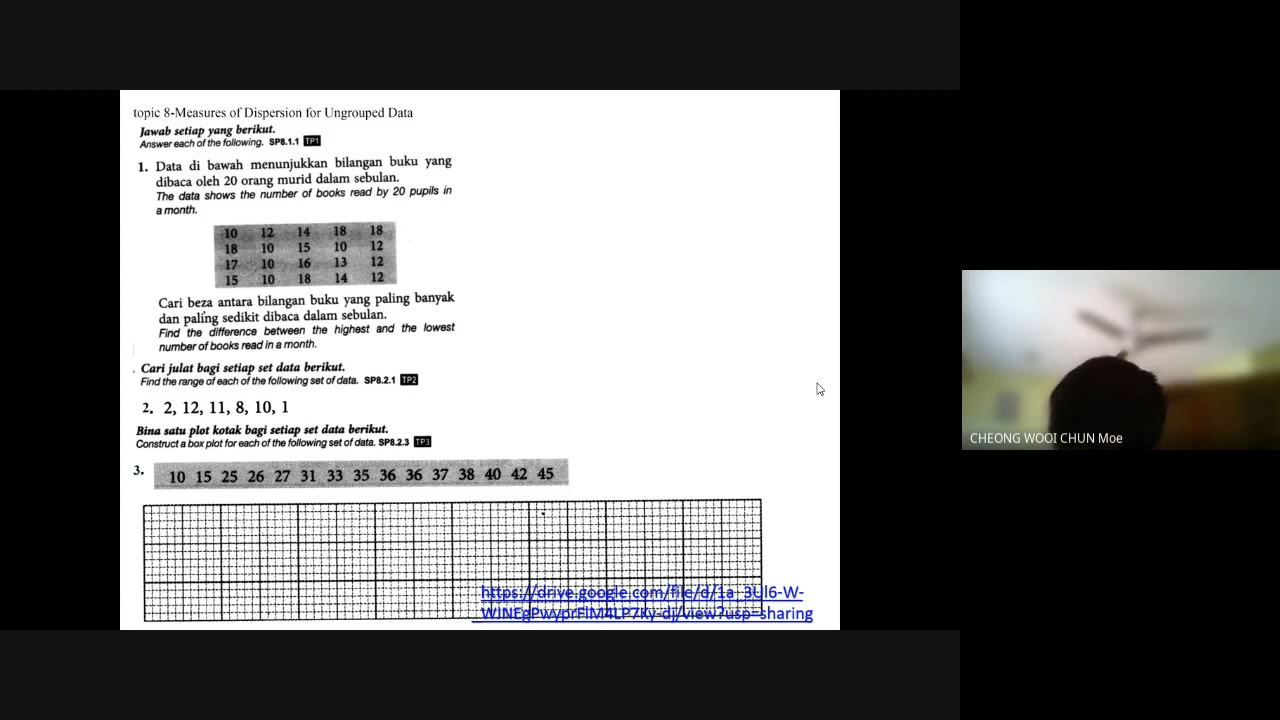 topic 8-Measures of Dispersion for Ungrouped Data
Jawab setiap yang berikut.
Answer each of the following. SP8.1.1 TP1
1. Data di bawah menunjukkan bilangan buku yang
dibaca oleh 20 orang murid dalam sebulan.
The data shows the number of books read by 20 pupils in
a month.
10 12 14 18 18
18 10 15 10 12
17 10 16 13 12
15 10 18 14 12
Cari beza antara bilangan buku yang paling banyak
dan paling sedikit dibaca dalam sebulan.
Find the difference between the highest and the lowest
number of books read in a month.
Cari julat bagi setiap set data berikut.
Find the range of each of the following set of data. SP8.2.1 TP2
2. 2, 12, 11, 8, 10, 1
Bina satu plot kotak bagi setiap set data berikut.
Construct a box plot for each of the following set of data. SP8.2.3 TP3
3. 10 15 25 26 27 31 33 35 36 36 37 38 40 42 45
CHEONG WOOI CHUN Moe